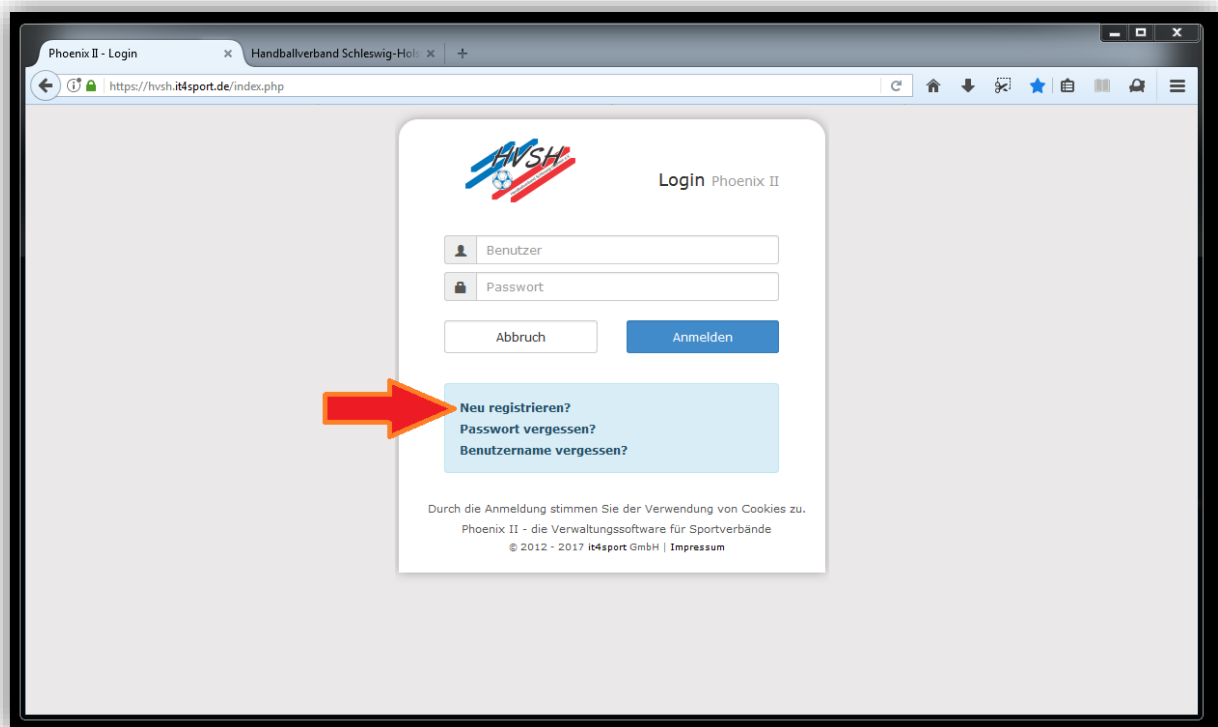 Phoenix II - Login
Handballverband Schleswig-Hols
https://hvsh.it4sport.de/index.php
HVSH
Login Phoenix II
Benutzer
Passwort
Abbruch
Anmelden
Neu registrieren?
Passwort vergessen?
Benutzername vergessen?
Durch die Anmeldung stimmen Sie der Verwendung von Cookies zu.
Phoenix II - die Verwaltungssoftware für Sportverbände
© 2012 - 2017 it4sport GmbH | Impressum